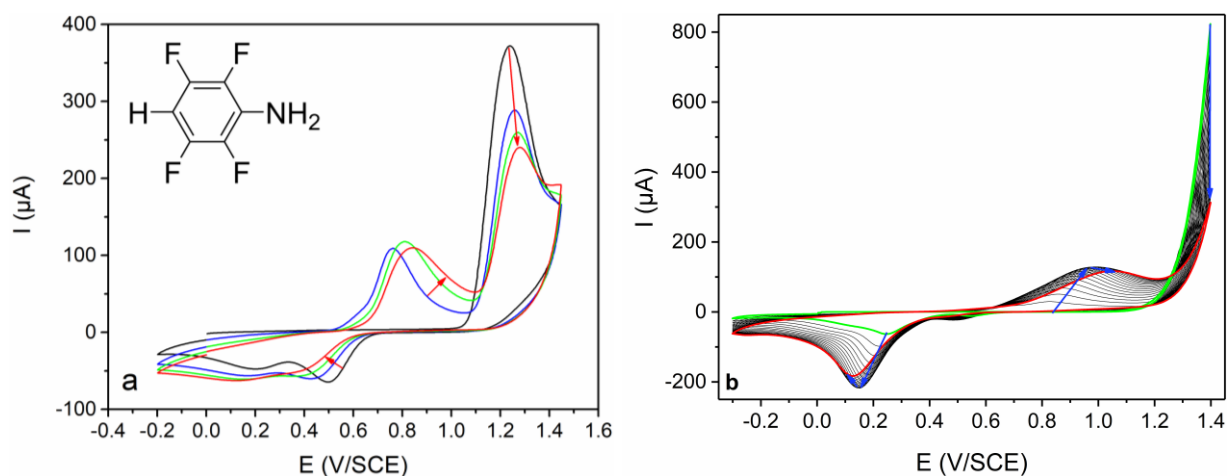 400
300
200
100
0
-100
I (μA)
F F
H NH₂
F F
a
-0.4 -0.2 0.0 0.2 0.4 0.6 0.8 1.0 1.2 1.4 1.6
E (V/SCE)
800
600
400
200
0
-200
I (μA)
b
-0.2 0.0 0.2 0.4 0.6 0.8 1.0 1.2 1.4
E (V/SCE)